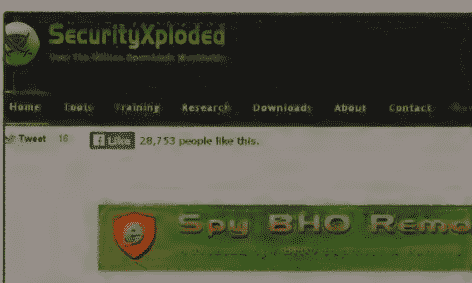 SecurityXploded
Home Tools Training Research Downloads About Contact
Tweet 16 Like 28,753 people like this.
Spy BHO Remo